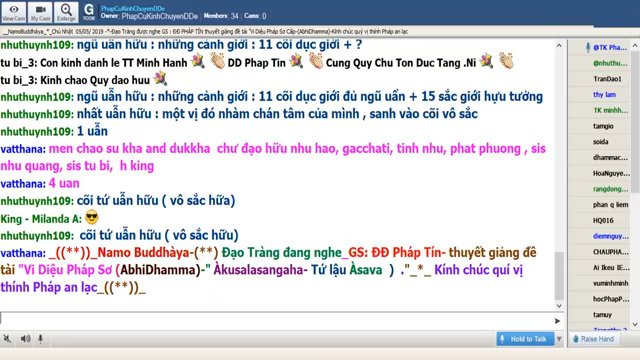 View Cam
My Cam
Enlarge
G
ROOM
PhapCuKinhChuyenDDe
Owner: PhapCuKinhChuyenDDe Members: 34 Cams: 0
__NamoBuddhàya_*_Chủ Nhật 05/05/ 2019 -*-Đạo Tràng được nghe GS : ĐĐ PHÁP TÍN thuyết giảng đề tài "Vi Diệu Pháp Sơ Cấp-(AbhiDhamma) Kính chúc quí vị thính Pháp an lạc
nhuthuynh109: ngũ uẩn hữu : những cảnh giới : 11 cõi dục giới + ?
tu bi_3: Con kinh danh le TT Minh Hanh DD Phap Tin Cung Quy Chu Ton Duc Tang .Ni
tu bi_3: Kinh chao Quy dao huu
nhuthuynh109: ngũ uẩn hữu : những cảnh giới : 11 cõi dục giới đủ ngũ uẩn + 15 sắc giới hựu tưởng
nhuthuynh109: nhất uẩn hữu : một vị đó nhàm chán tâm của mình , sanh vào cõi vô sắc
nhuthuynh109: 1 uẩn
vatthana: men chao su kha and dukkha chư đạo hữu nhu hao, gacchati, tinh nhu, phat phuong , sis nhu quang, sis tu bi, h king
vatthana: 4 uan
nhuthuynh109: cõi tứ uẩn hữu ( vô sắc hữa)
King - Milanda A:
nhuthuynh109: cõi tứ uẩn hữu ( vô sắc hữu)
vatthana: _((**))_Namo Buddhàya-(**) Đạo Tràng đang nghe_GS: ĐĐ Pháp Tín- thuyết giảng đề
tài "Vi Diệu Pháp Sơ (AbhiDhamma)-" Àkusalasangaha- Tứ lậu Àsava ) ."_*_ Kính chúc quí vị
thính Pháp an lạc_((**))_
Hold to Talk
@TK Pha
@nhuthu
TranDao1
thy lam
TK minhh
tamgio
soida
dhammac
HoaNguye
rangdong
phan q liem
HQ016
diemnguy
CHAUPHA
Ai Ikeu IE
vuminhminh
hocPhapP
tamuy
Raise Hand